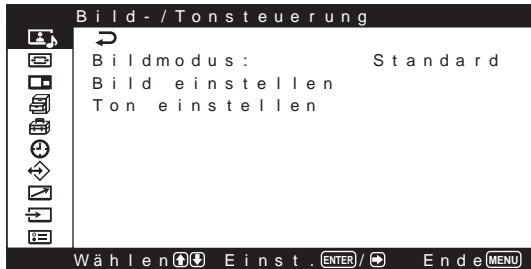 Bild-/Tonsteuerung
Bildmodus: Standard
Bild einstellen
Ton einstellen
Wählen Einst. ENTER / Ende MENU